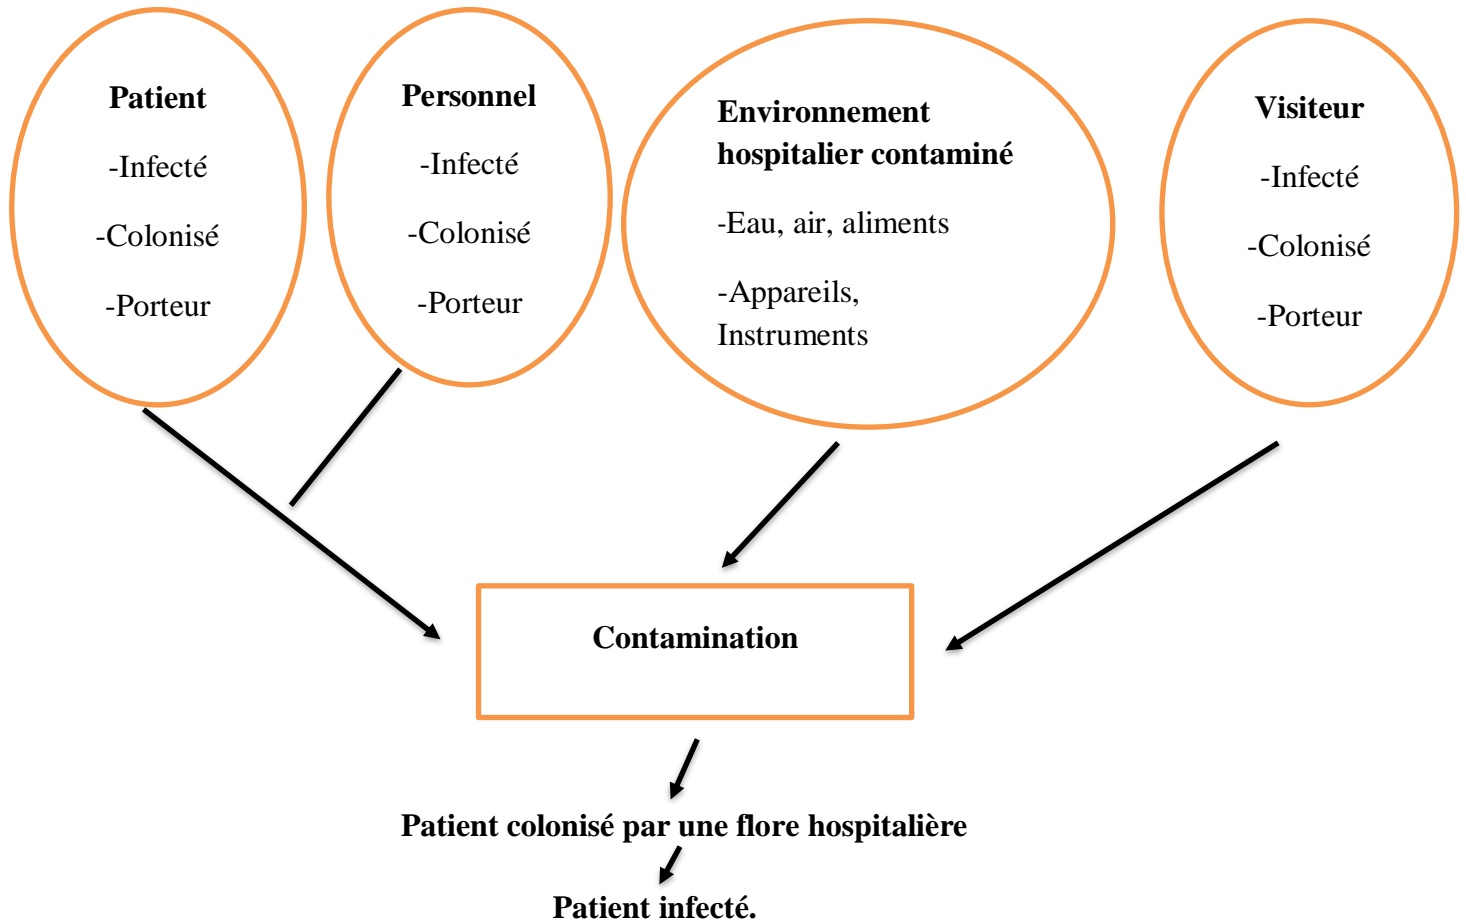 Patient
-Infecté
-Colonisé
-Porteur
Personnel
-Infecté
-Colonisé
-Porteur
Environnement
hospitalier contaminé
-Eau, air, aliments
-Appareils,
Instruments
Visiteur
-Infecté
-Colonisé
-Porteur
Contamination
Patient colonisé par une flore hospitalière
Patient infecté.